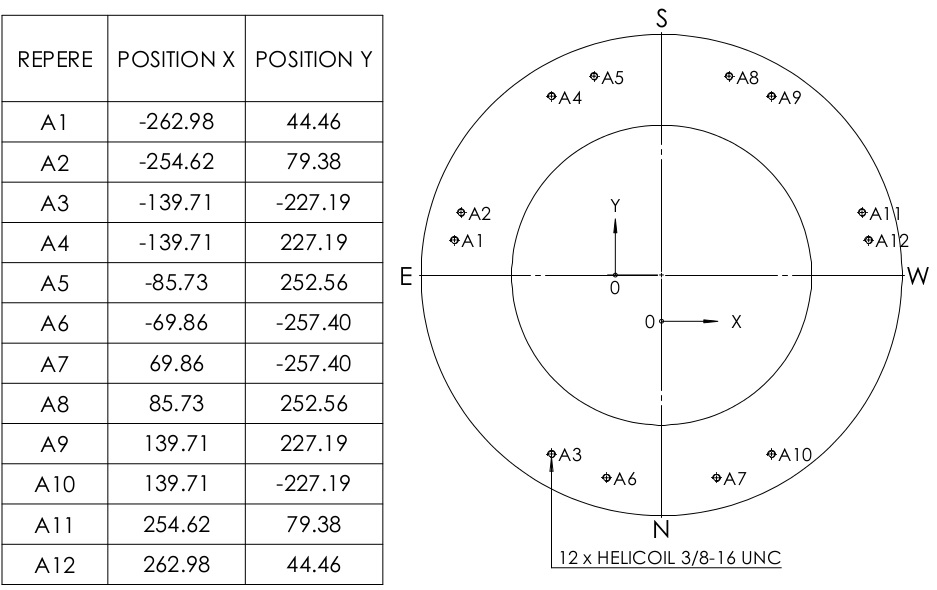 REPERE POSITION X POSITION Y
A1 -262.98 44.46
A2 -254.62 79.38
A3 -139.71 -227.19
A4 -139.71 227.19
A5 -85.73 252.56
A6 -69.86 -257.40
A7 69.86 -257.40
A8 85.73 252.56
A9 139.71 227.19
A10 139.71 -227.19
A11 254.62 79.38
A12 262.98 44.46
S
A5 A8
A4 A9
A2 A11
A1 A12
Y
E W
0
0 X
A3 A10
A6 A7
N
12 x HELICOIL 3/8-16 UNC